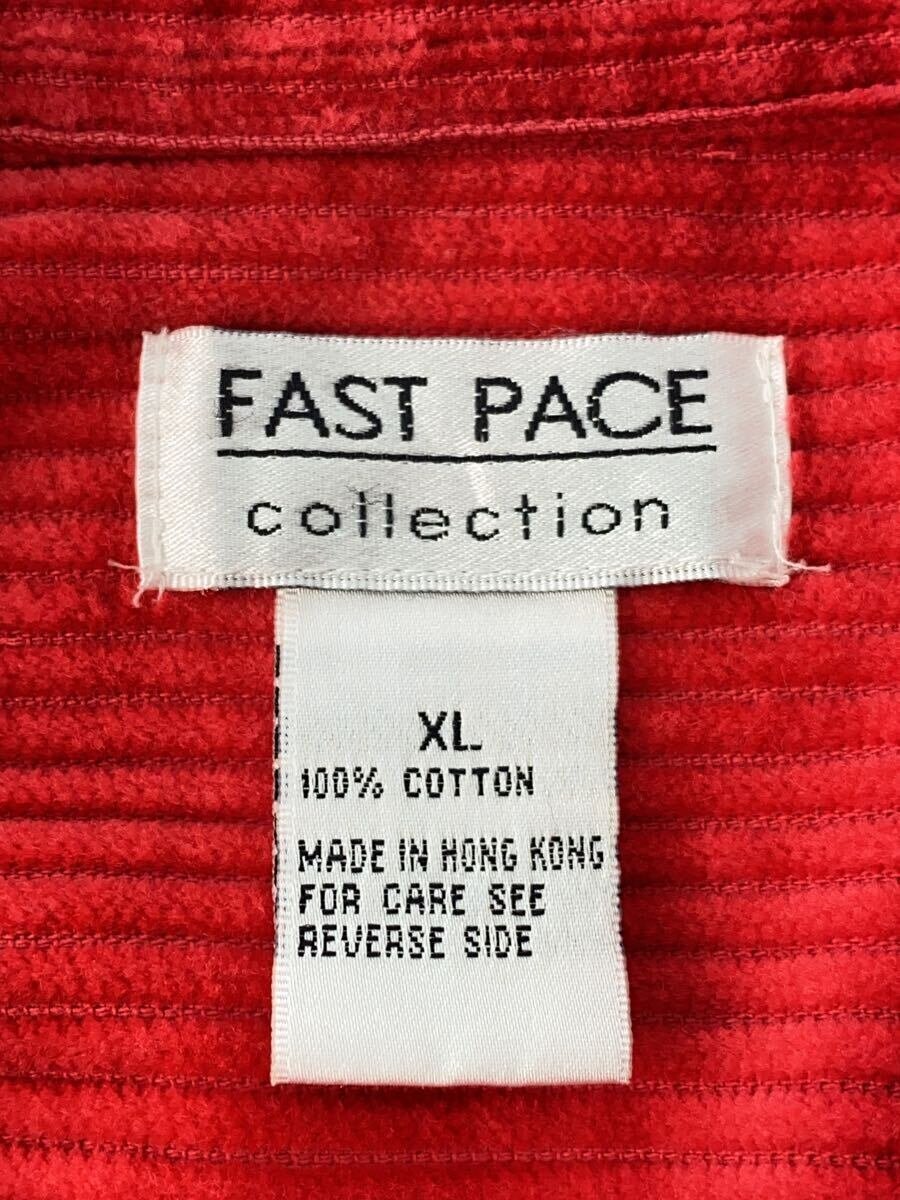 FAST PACE
collection
XL
100% COTTON
MADE IN HONG KONG
FOR CARE SEE
REVERSE SIDE